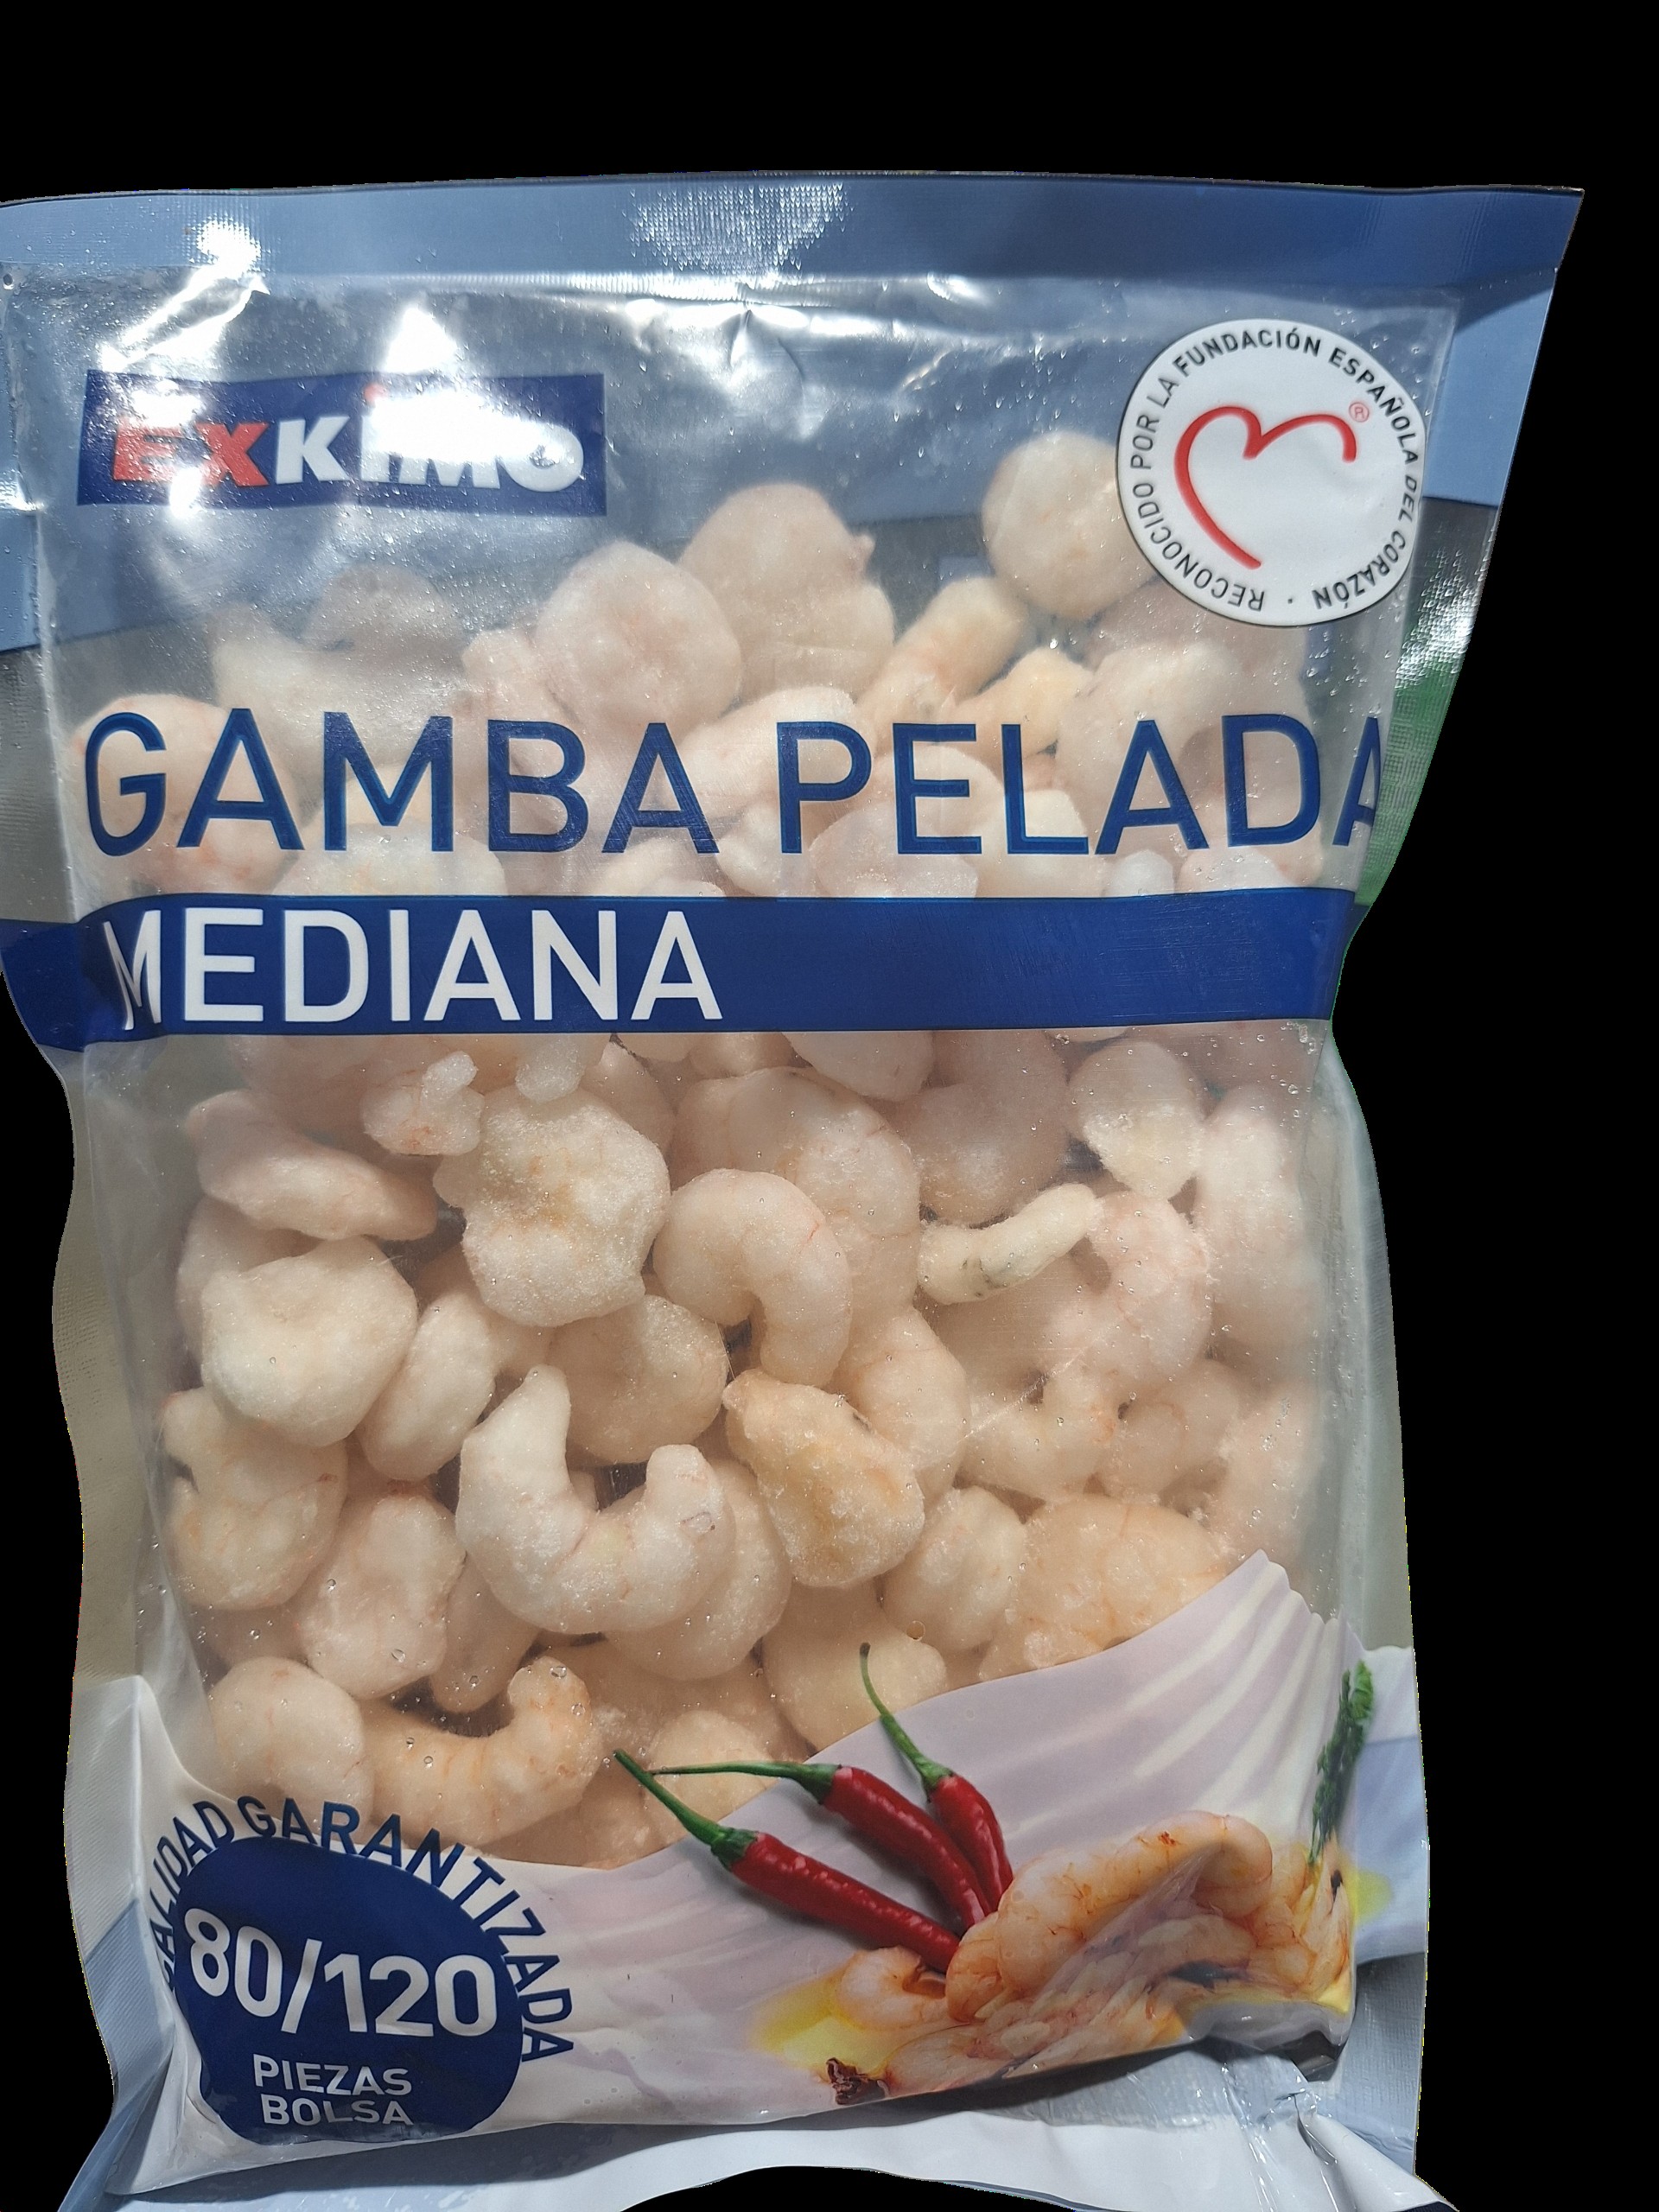 EXKIMO
RECONOCIDO POR LA FUNDACIÓN ESPAÑOLA DEL CORAZÓN ·
®
GAMBA PELADA
MEDIANA
CALIDAD GARANTIZADA
80/120
PIEZAS
BOLSA